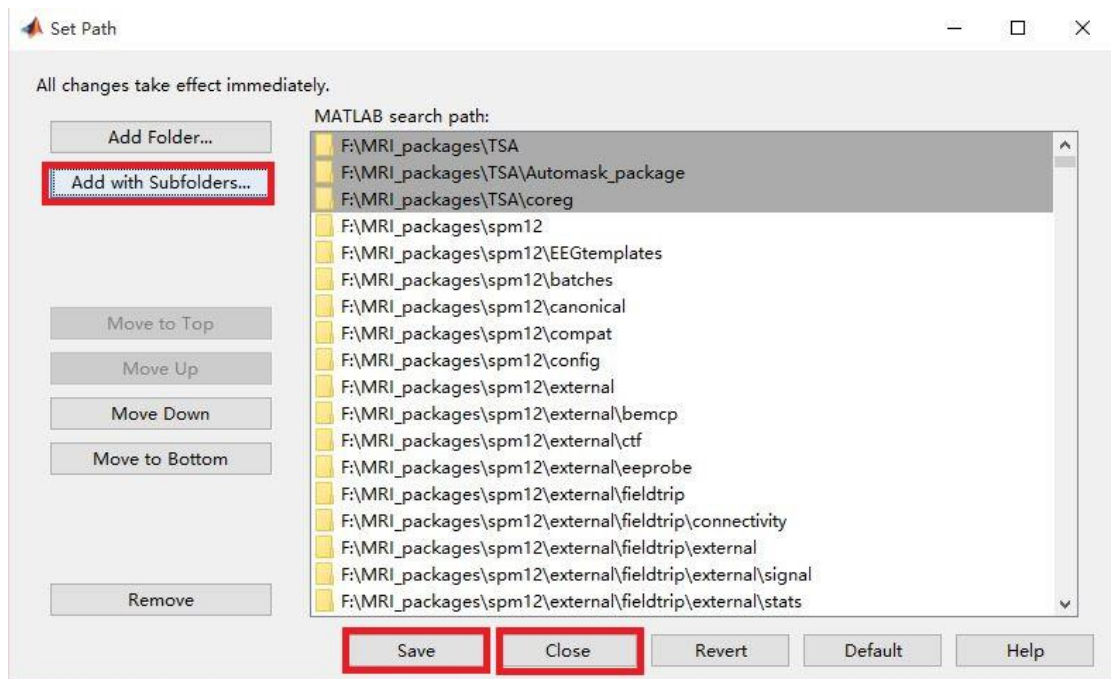 Set Path
All changes take effect immediately.
MATLAB search path:
Add Folder...
Add with Subfolders...
Move to Top
Move Up
Move Down
Move to Bottom
Remove
F:\MRI_packages\TSA
F:\MRI_packages\TSA\Automask_package
F:\MRI_packages\TSA\coreg
F:\MRI_packages\spm12
F:\MRI_packages\spm12\EEGtemplates
F:\MRI_packages\spm12\batches
F:\MRI_packages\spm12\canonical
F:\MRI_packages\spm12\compat
F:\MRI_packages\spm12\config
F:\MRI_packages\spm12\external
F:\MRI_packages\spm12\external\bemcp
F:\MRI_packages\spm12\external\ctf
F:\MRI_packages\spm12\external\eeprobe
F:\MRI_packages\spm12\external\fieldtrip
F:\MRI_packages\spm12\external\fieldtrip\connectivity
F:\MRI_packages\spm12\external\fieldtrip\external
F:\MRI_packages\spm12\external\fieldtrip\external\signal
F:\MRI_packages\spm12\external\fieldtrip\external\stats
Save
Close
Revert
Default
Help